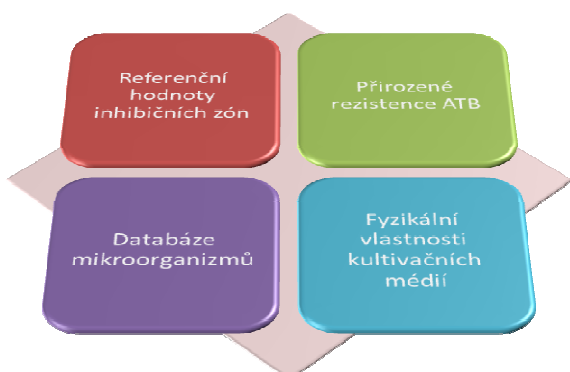 Referenční
hodnoty
inhibičních zón
Přirozené
rezistence ATB
Databáze
mikroorganizmů
Fyzikální
vlastnosti
kultivačních
médií